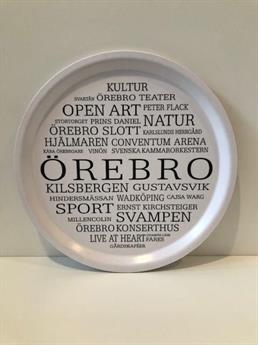 KULTUR
SVARTÅN ÖREBRO TEATER
OPEN ART PETER FLACK
STORTORGET PRINS DANIEL NATUR
ÖREBRO SLOTT KARLSLUNDS HERRGÅRD
HJÄLMAREN CONVENTUM ARENA
KÄRA ÖREBROARE VINÖN SVENSKA KAMMARORKESTERN
ÖREBRO
KILSBERGEN GUSTAVSVIK
HINDERSMÄSSAN WADKÖPING CAJSA WARG
SPORT ERNST KIRCHSTEIGER
MILLENCOLIN SVAMPEN
ÖREBRO KONSERTHUS
LIVE AT HEART FARES
GÅRDSKAFÉER